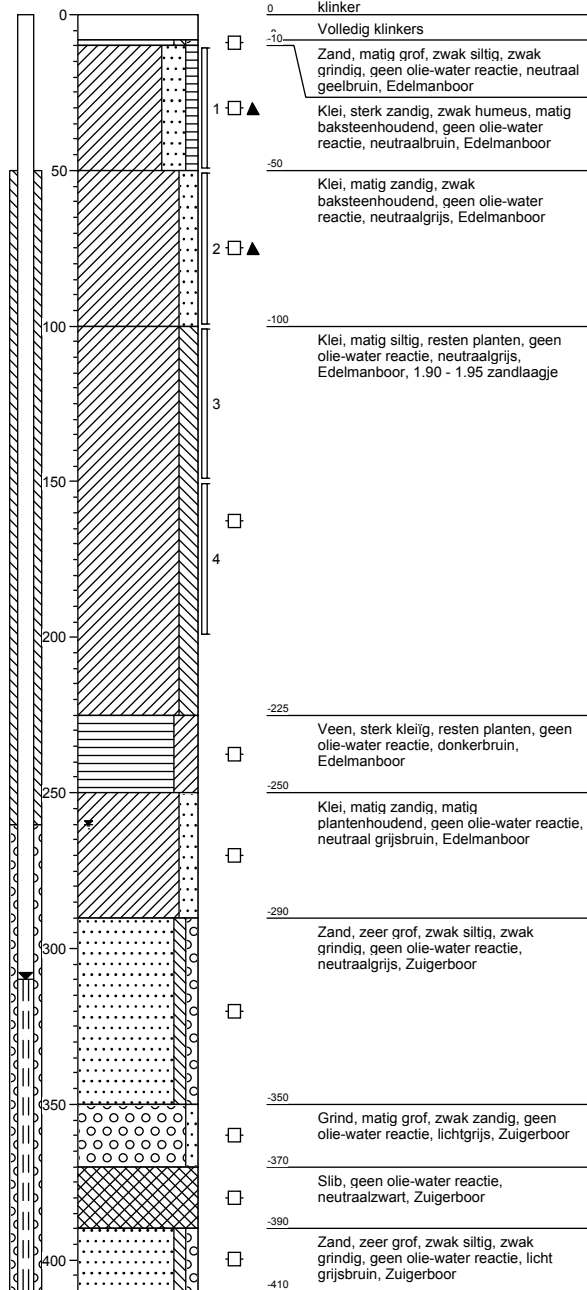 0
50
100
150
200
250
300
350
400
1
2
3
4
0
klinker
Volledig klinkers
-10
Zand, matig grof, zwak siltig, zwak
grindig, geen olie-water reactie, neutraal
geelbruin, Edelmanboor
Klei, sterk zandig, zwak humeus, matig
baksteenhoudend, geen olie-water
reactie, neutraalbruin, Edelmanboor
-50
Klei, matig zandig, zwak
baksteenhoudend, geen olie-water
reactie, neutraalgrijs, Edelmanboor
-100
Klei, matig siltig, resten planten, geen
olie-water reactie, neutraalgrijs,
Edelmanboor, 1.90 - 1.95 zandlaagje
-225
Veen, sterk kleiïg, resten planten, geen
olie-water reactie, donkerbruin,
Edelmanboor
-250
Klei, matig zandig, matig
plantenhoudend, geen olie-water reactie,
neutraal grijsbruin, Edelmanboor
-290
Zand, zeer grof, zwak siltig, zwak
grindig, geen olie-water reactie,
neutraalgrijs, Zuigerboor
-350
Grind, matig grof, zwak zandig, geen
olie-water reactie, lichtgrijs, Zuigerboor
-370
Slib, geen olie-water reactie,
neutraalzwart, Zuigerboor
-390
Zand, zeer grof, zwak siltig, zwak
grindig, geen olie-water reactie, licht
grijsbruin, Zuigerboor
-410